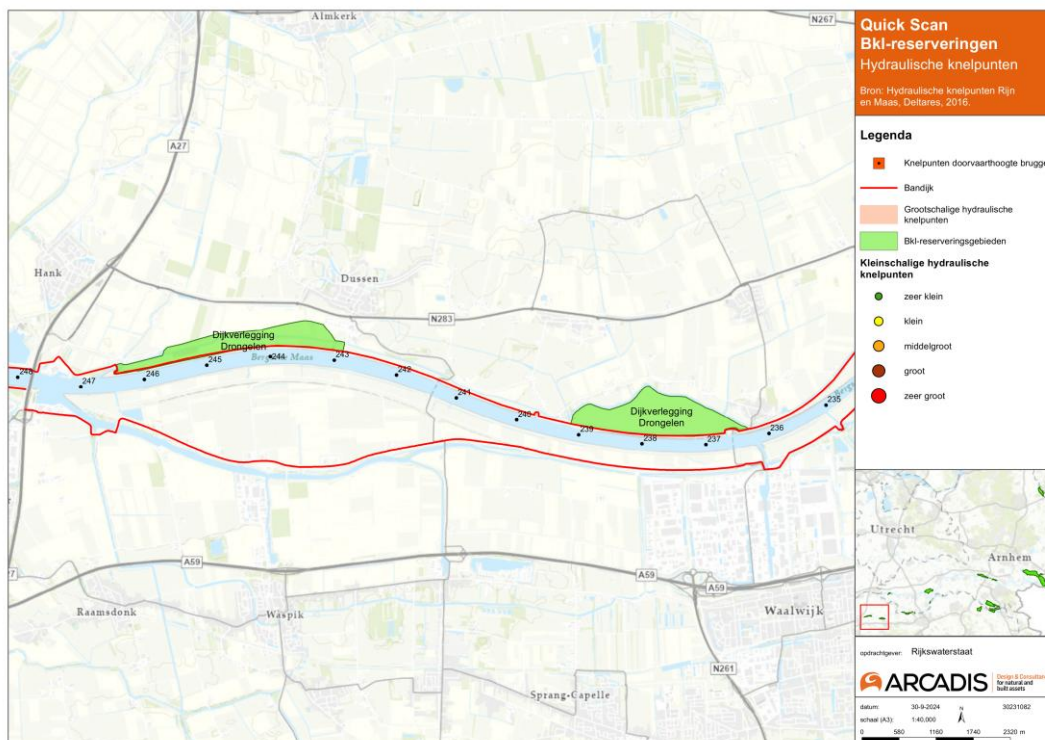 Almkerk
N267
A27
Hank
Dussen
N283
Dijkverlegging
Drongelen
Dijkverlegging
Drongelen
248
247
246
245
244
243
242
241
240
239
238
237
236
235
A59
A59
A59
Raamsdonk
Waspik
Waalwijk
N261
Sprang-Capelle
Quick Scan
Bkl-reserveringen
Hydraulische knelpunten
Bron: Hydraulische knelpunten Rijn
en Maas, Deltares, 2016.
Legenda
Knelpunten doorvaarthoogte brugge
Bandijk
Grootschalige hydraulische
knelpunten
Bkl-reserveringsgebieden
Kleinschalige hydraulische
knelpunten
zeer klein
klein
middelgroot
groot
zeer groot
Utrecht
Arnhem
opdrachtgever: Rijkswaterstaat
ARCADIS
Design & Consultan
for natural and
built assets
datum: 30-9-2024 N 30231082
schaal (A3): 1:40,000
0 580 1160 1740 2320 m